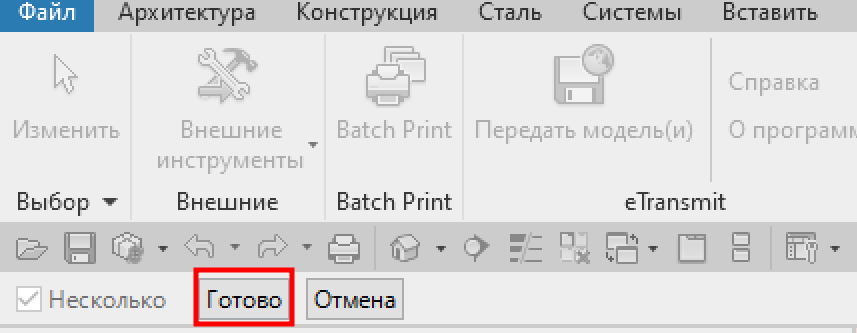 Файл Архитектура Конструкция Сталь Системы Вставить
Изменить
Внешние инструменты
Batch Print
Передать модель(и)
Справка
О програм
Выбор
Внешние
Batch Print
eTransmit
Несколько Готово Отмена